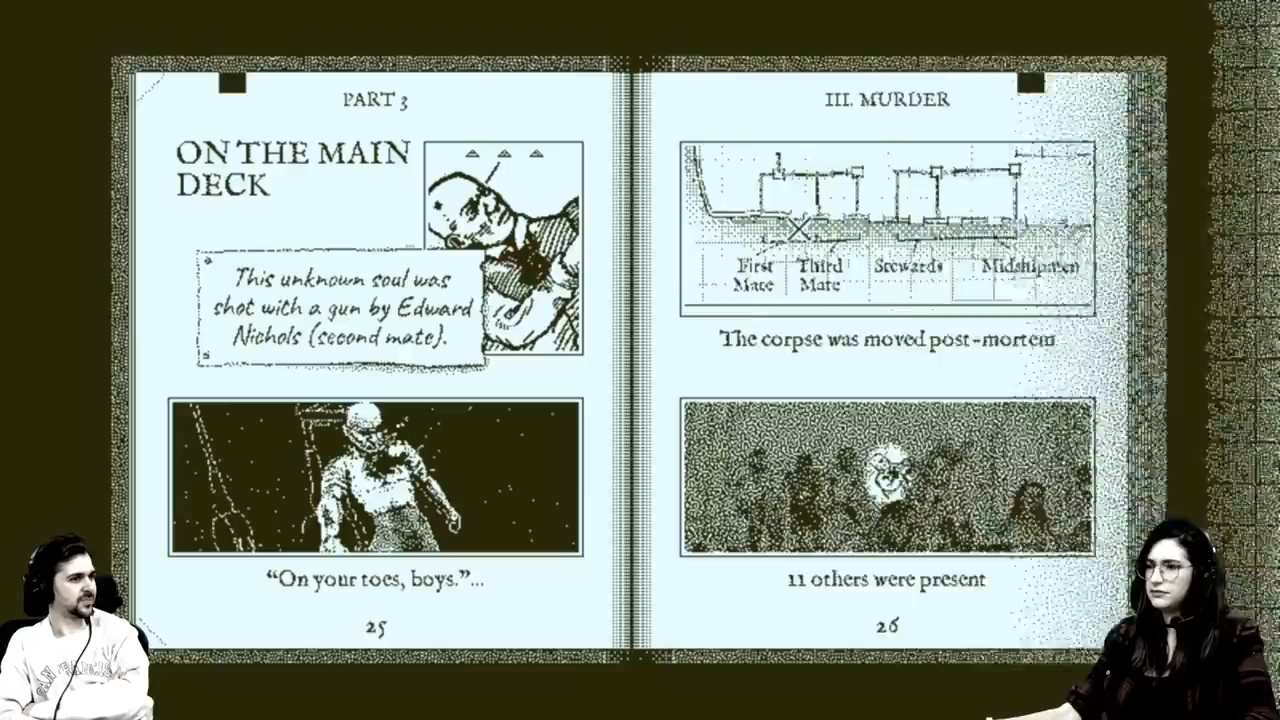 PART 3
ON THE MAIN
DECK
This unknown soul was
shot with a gun by Edward
Nichols (second mate).
"On your toes, boys."...
25
III. MURDER
First Third Stewards Midshipmen
Mate Mate
The corpse was moved post-mortem
11 others were present
26